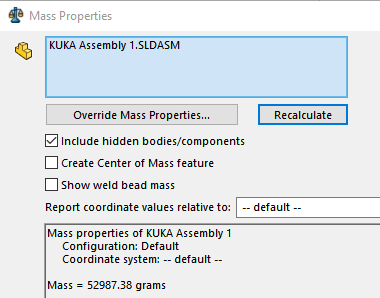 Mass Properties
KUKA Assembly 1.SLDASM
Override Mass Properties... Recalculate
Include hidden bodies/components
Create Center of Mass feature
Show weld bead mass
Report coordinate values relative to: -- default --
Mass properties of KUKA Assembly 1
Configuration: Default
Coordinate system: -- default --
Mass = 52987.38 grams